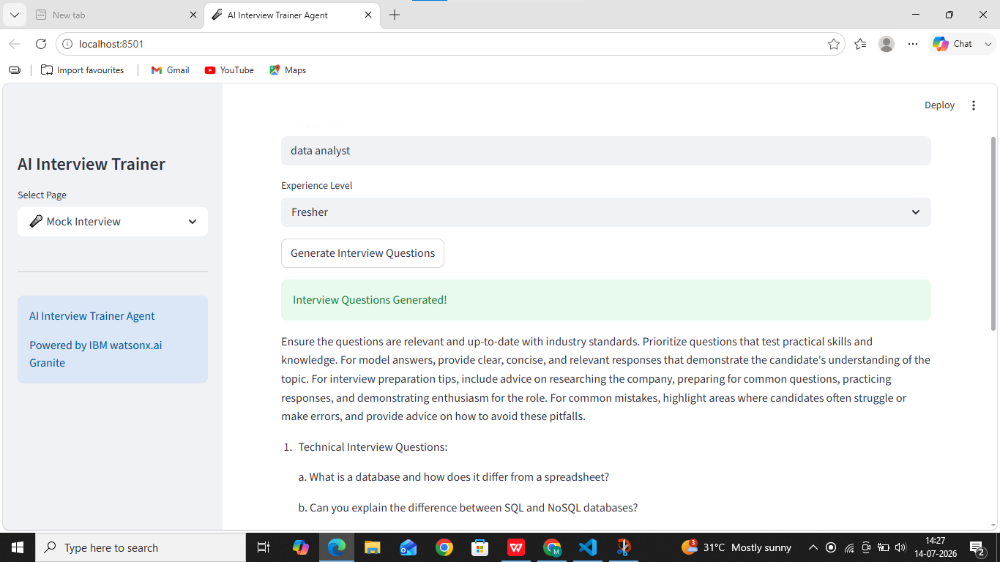 New tab
AI Interview Trainer Agent
localhost:8501
Chat
Import favourites
Gmail
YouTube
Maps
Deploy
AI Interview Trainer
Select Page
Mock Interview
AI Interview Trainer Agent
Powered by IBM watsonx.ai
Granite
data analyst
Experience Level
Fresher
Generate Interview Questions
Interview Questions Generated!
Ensure the questions are relevant and up-to-date with industry standards. Prioritize questions that test practical skills and
knowledge. For model answers, provide clear, concise, and relevant responses that demonstrate the candidate's understanding of the
topic. For interview preparation tips, include advice on researching the company, preparing for common questions, practicing
responses, and demonstrating enthusiasm for the role. For common mistakes, highlight areas where candidates often struggle or
make errors, and provide advice on how to avoid these pitfalls.
1. Technical Interview Questions:
a. What is a database and how does it differ from a spreadsheet?
b. Can you explain the difference between SQL and NoSQL databases?
Type here to search
W
M
3
31°C Mostly sunny
14:27
14-07-2026
2